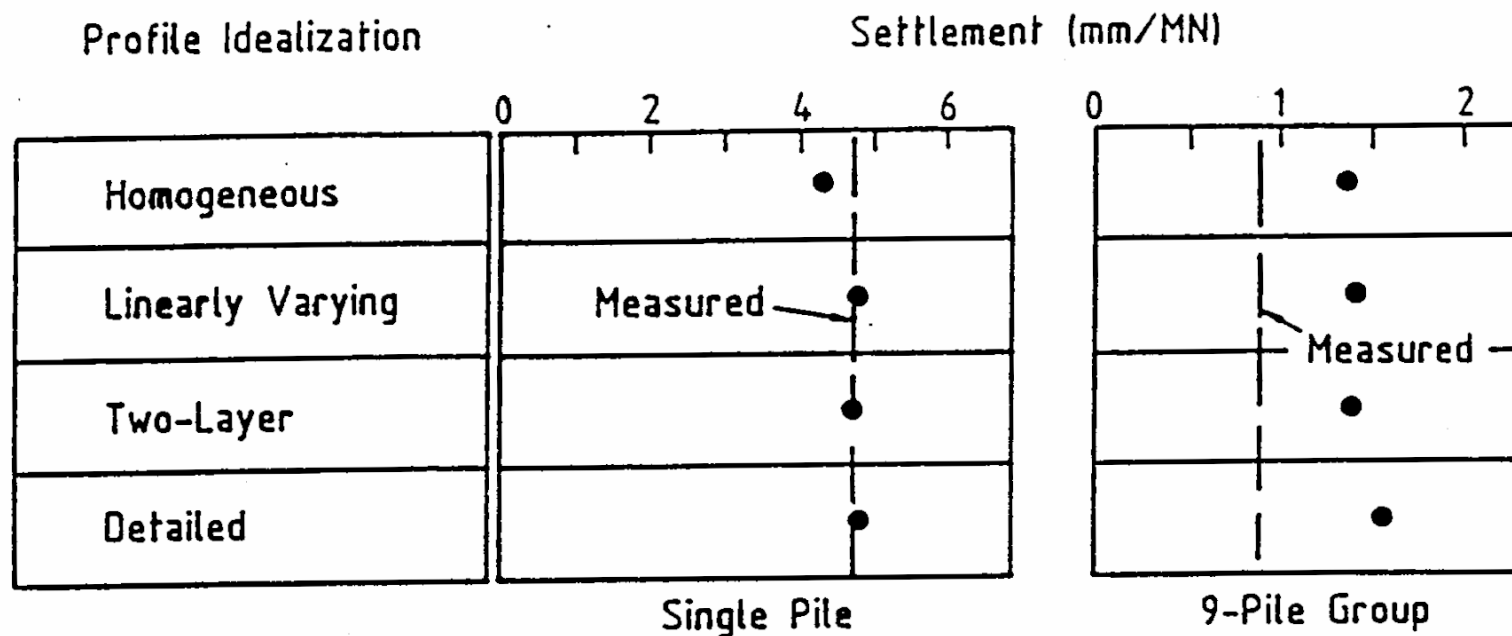 Profile Idealization
Settlement (mm/MN)
0 2 4 6
0 1 2
Homogeneous
Linearly Varying
Measured
Measured
Two-Layer
Detailed
Single Pile
9-Pile Group